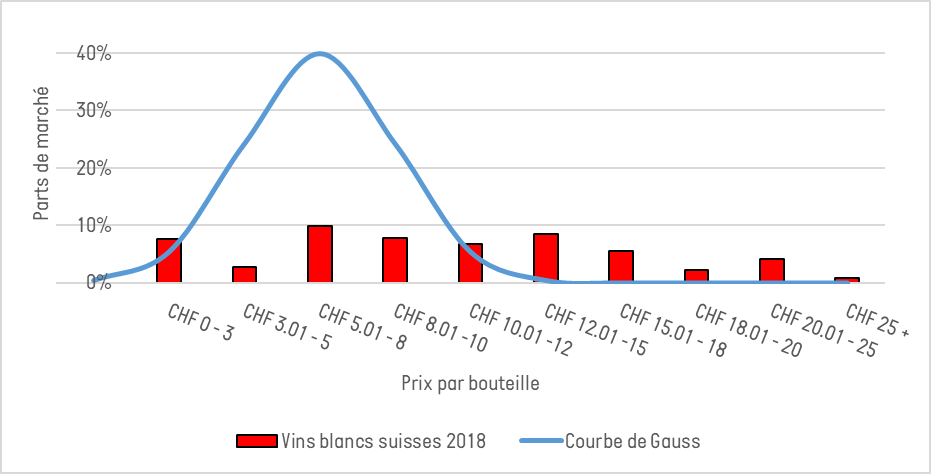 40%
30%
20%
10%
0%
Parts de marché
CHF 0 - 3
CHF 3.01 - 5
CHF 5.01 - 8
CHF 8.01 - 10
CHF 10.01 - 12
CHF 12.01 -15
CHF 15.01 - 18
CHF 18.01 - 20
CHF 20.01 - 25
CHF 25 +
Prix par bouteille
Vins blancs suisses 2018
Courbe de Gauss